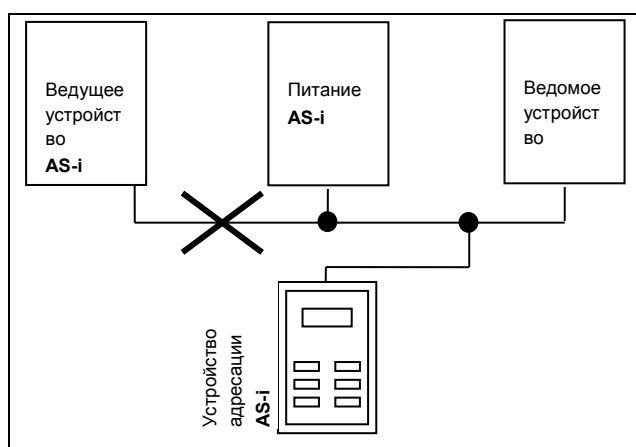 Ведущее
устройст
во
AS-i
Питание
AS-i
Ведомое
устройст
во
Устройство
адресации
AS-i